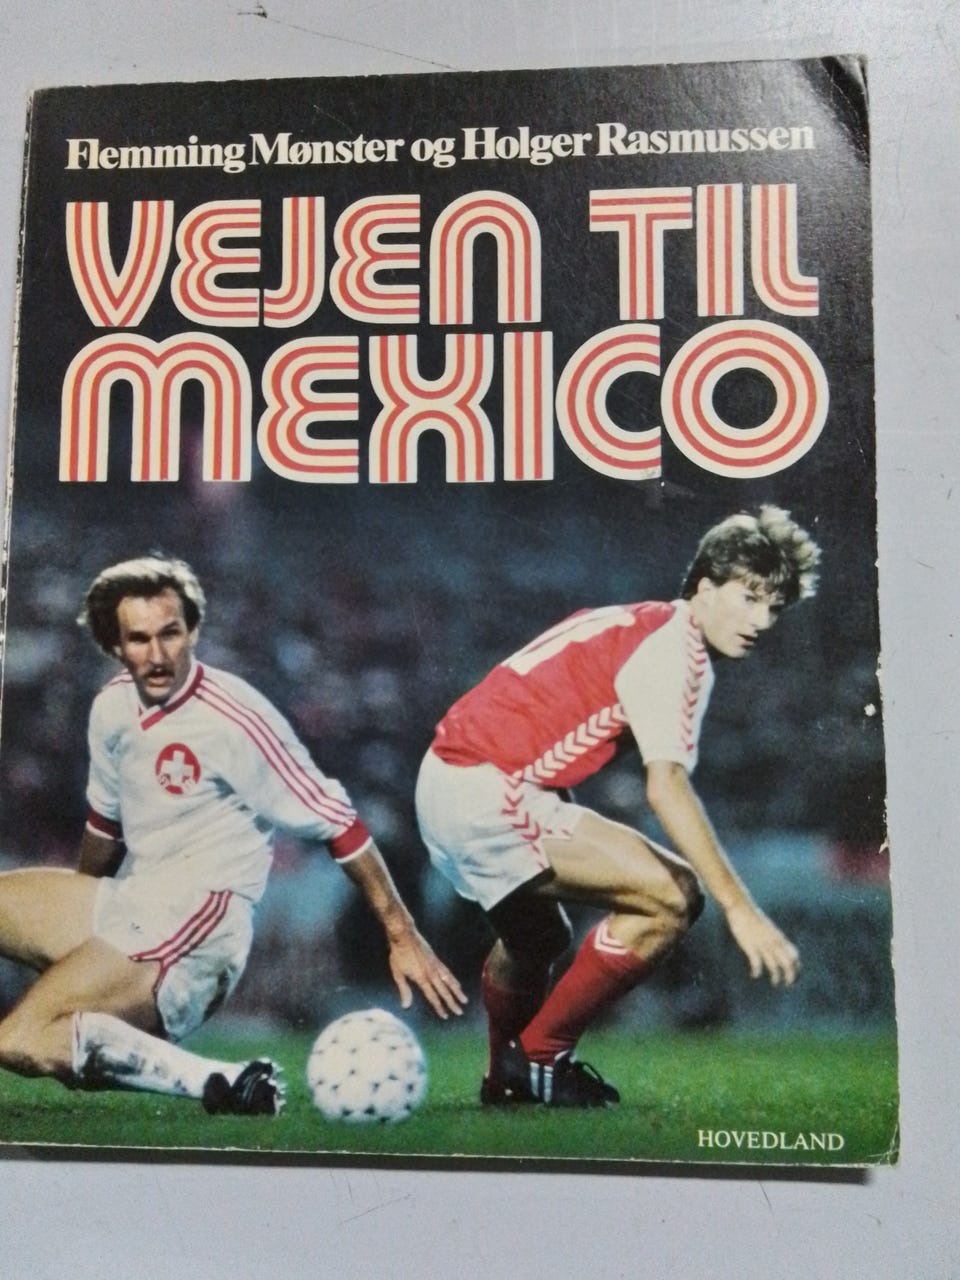 Flemming Mønster og Holger Rasmussen
VEJEN TIL
MEXICO
HOVEDLAND